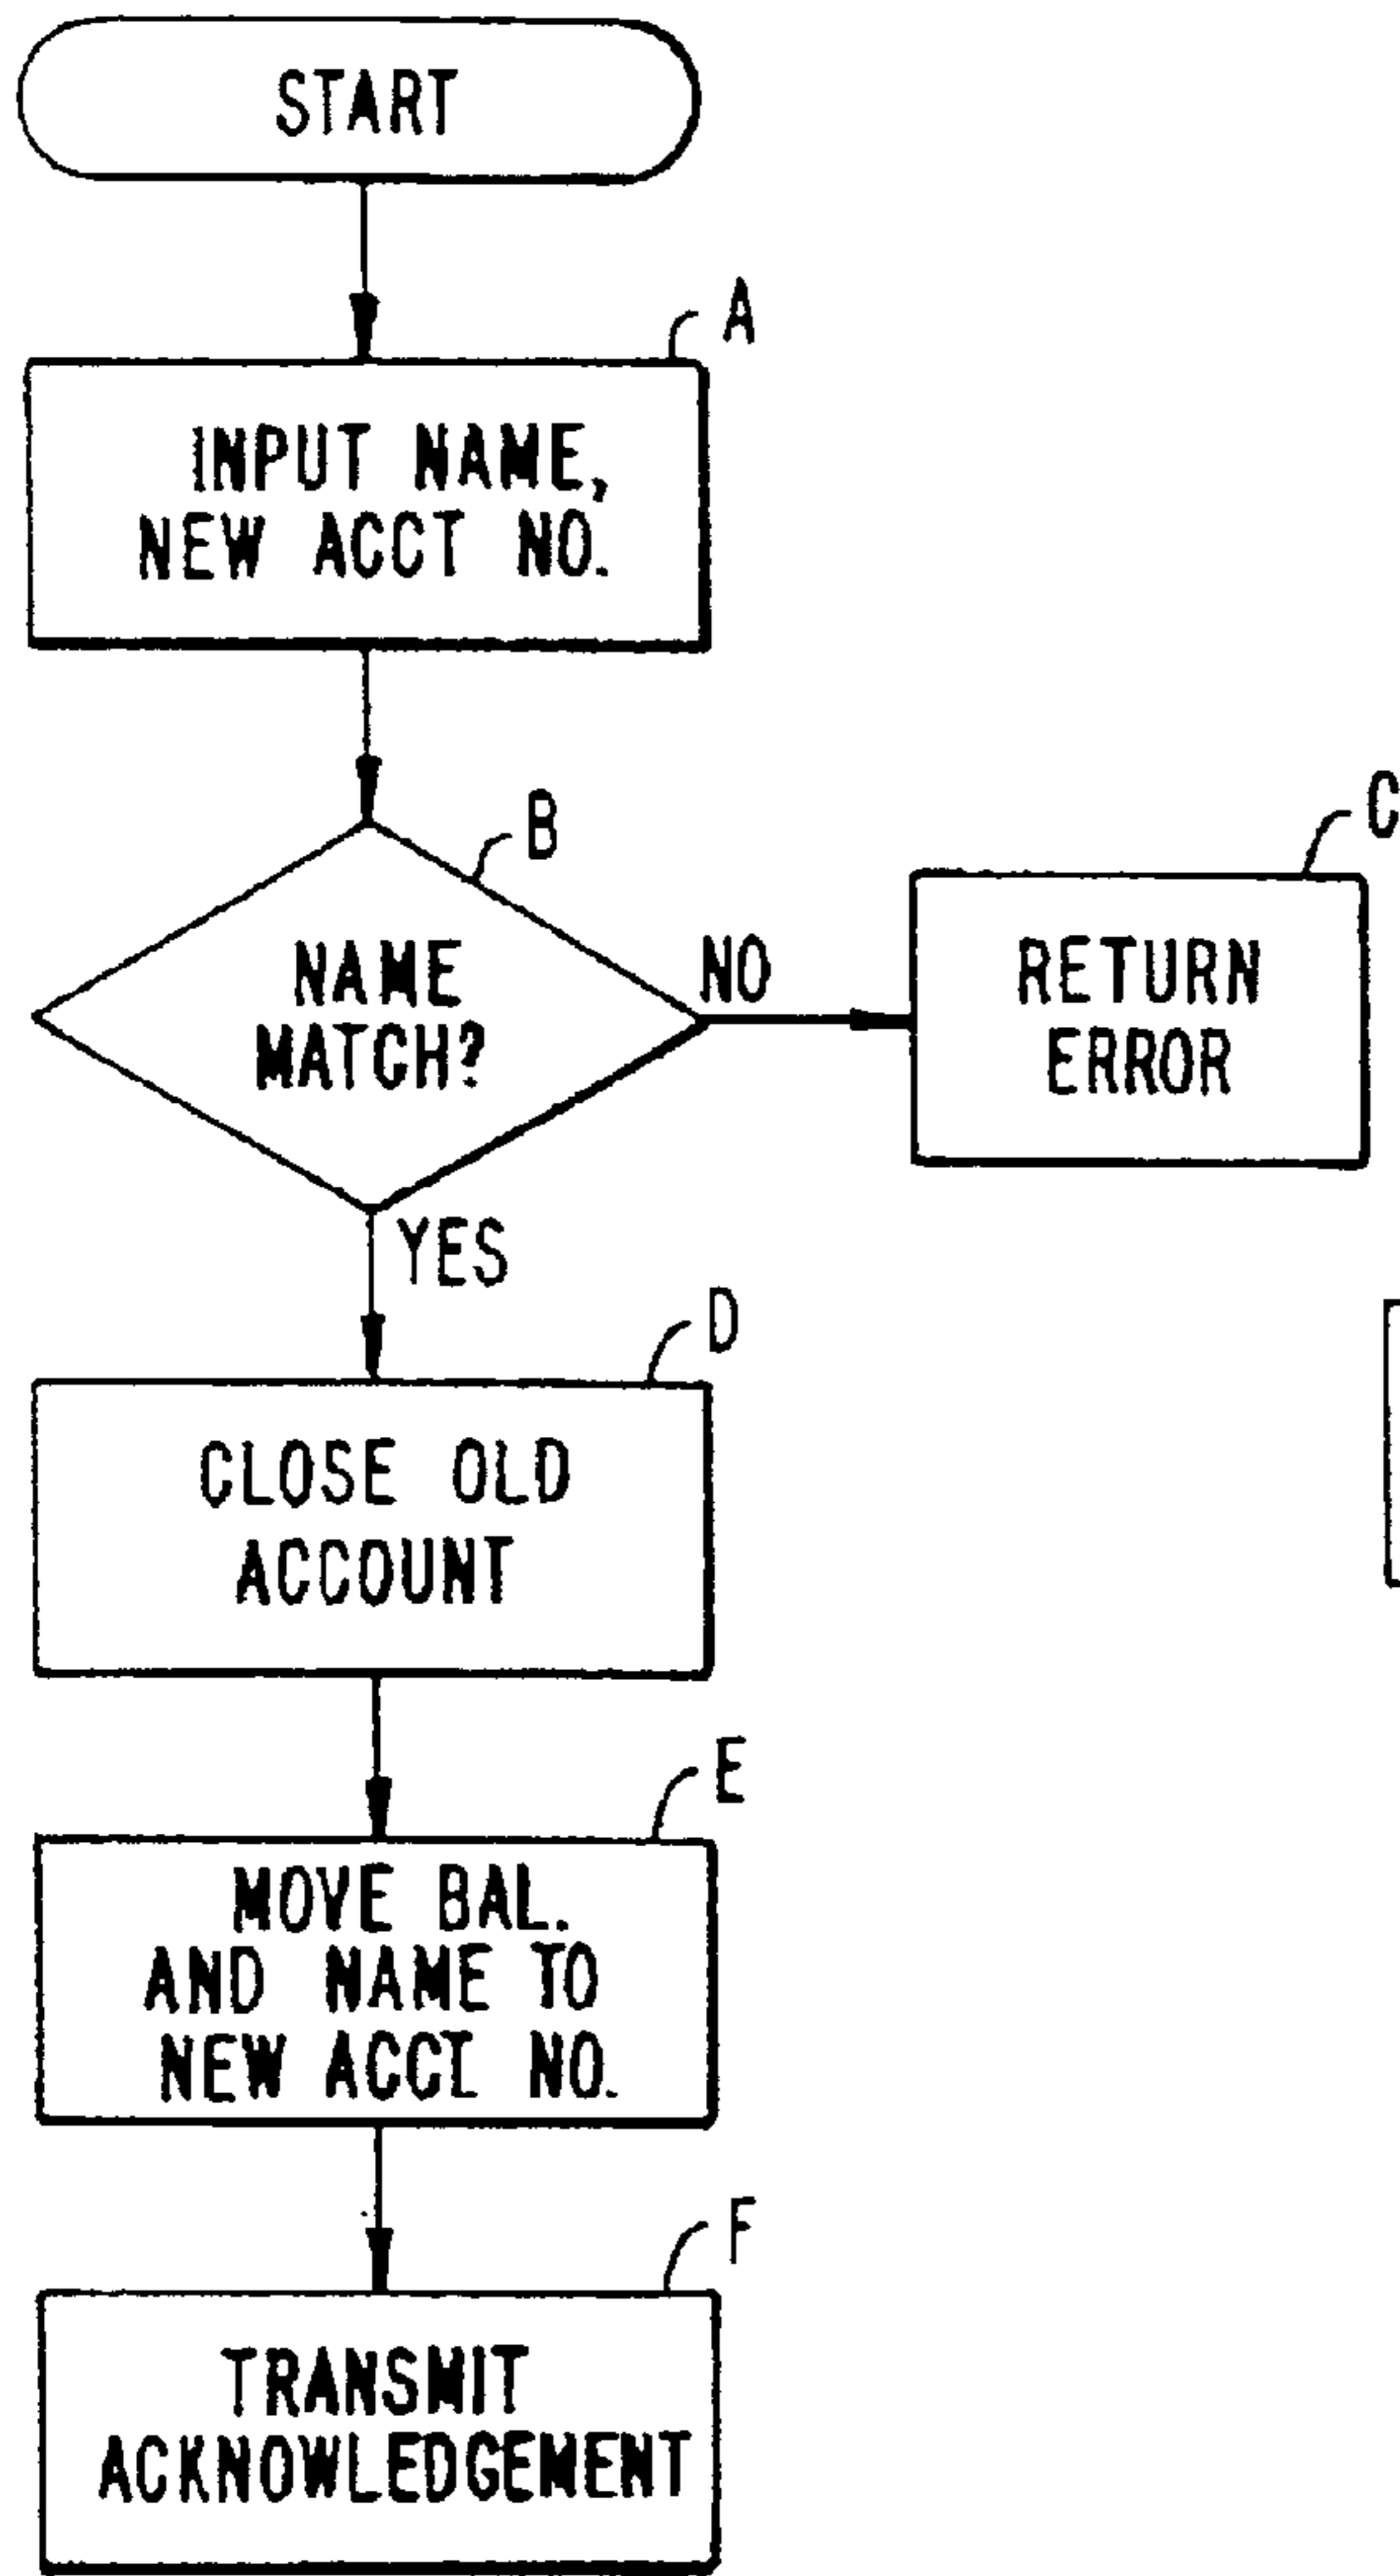 START
A
INPUT NAME,
NEW ACCT NO.
B
NAME
MATCH?
NO
C
RETURN
ERROR
YES
D
CLOSE OLD
ACCOUNT
E
MOVE BAL.
AND NAME TO
NEW ACCT NO.
F
TRANSMIT
ACKNOWLEDGEMENT